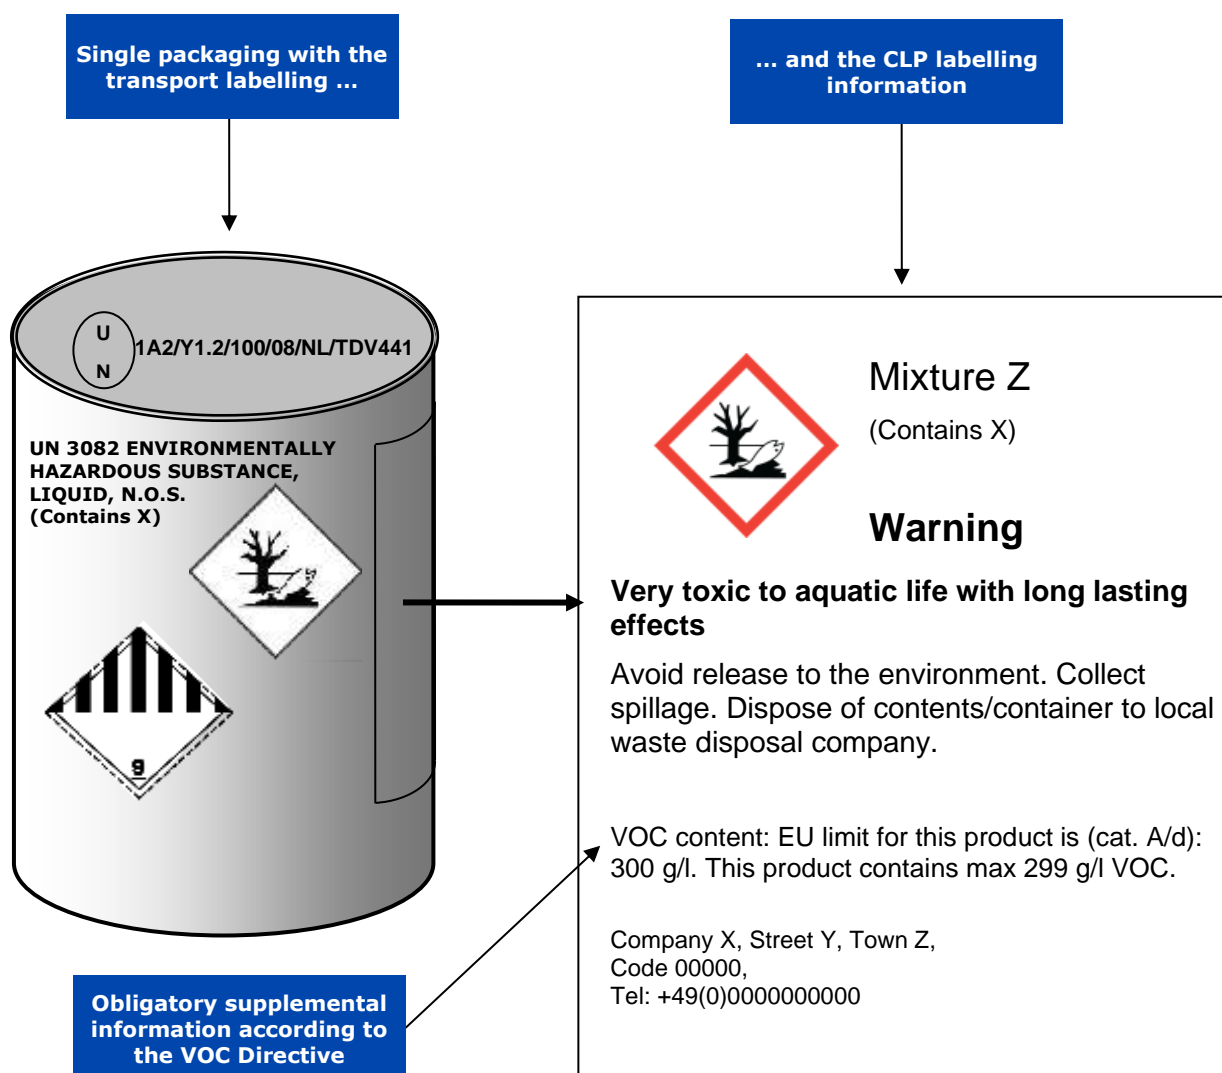 Single packaging with the
transport labelling ...
... and the CLP labelling
information
U
N
1A2/Y1.2/100/08/NL/TDV441
UN 3082 ENVIRONMENTALLY
HAZARDOUS SUBSTANCE,
LIQUID, N.O.S.
(Contains X)
9
Mixture Z
(Contains X)
Warning
Very toxic to aquatic life with long lasting
effects
Avoid release to the environment. Collect
spillage. Dispose of contents/container to local
waste disposal company.
VOC content: EU limit for this product is (cat. A/d):
300 g/l. This product contains max 299 g/l VOC.
Company X, Street Y, Town Z,
Code 00000,
Tel: +49(0)0000000000
Obligatory supplemental
information according to
the VOC Directive